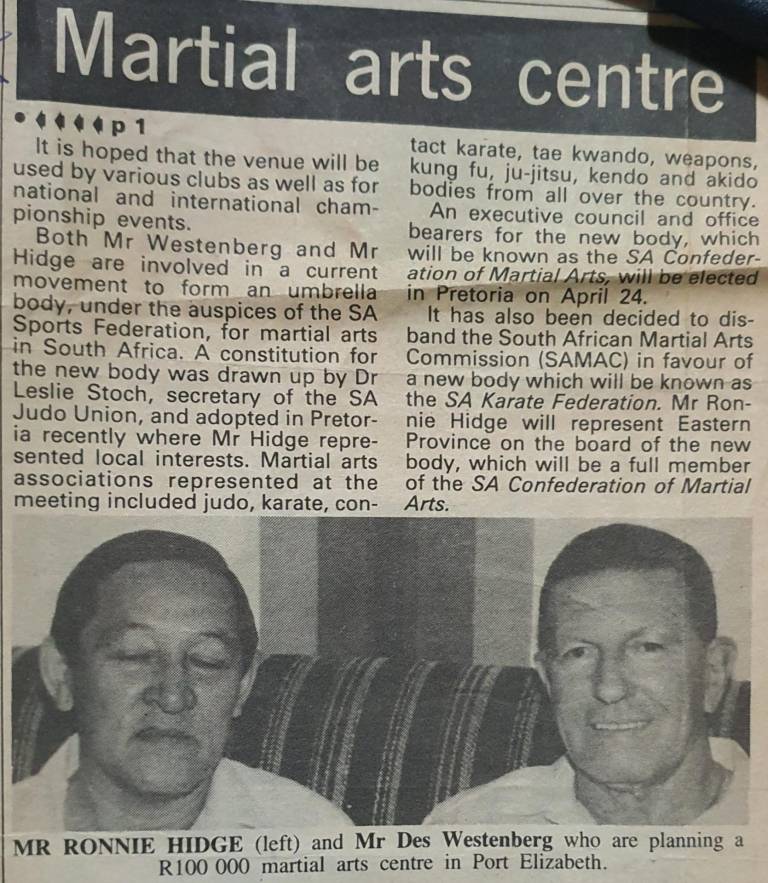 Martial arts centre
p 1
It is hoped that the venue will be
used by various clubs as well as for
national and international cham-
pionship events.
Both Mr Westenberg and Mr
Hidge are involved in a current
movement to form an umbrella
body, under the auspices of the SA
Sports Federation, for martial arts
in South Africa. A constitution for
the new body was drawn up by Dr
Leslie Stoch, secretary of the SA
Judo Union, and adopted in Pretor-
ia recently where Mr Hidge repre-
sented local interests. Martial arts
associations represented at the
meeting included judo, karate, con-
tact karate, tae kwando, weapons,
kung fu, ju-jitsu, kendo and akido
bodies from all over the country.
An executive council and office
bearers for the new body, which
will be known as the SA Confeder-
ation of Martial Arts, will be elected
in Pretoria on April 24.
It has also been decided to dis-
band the South African Martial Arts
Commission (SAMAC) in favour of
a new body which will be known as
the SA Karate Federation. Mr Ron-
nie Hidge will represent Eastern
Province on the board of the new
body, which will be a full member
of the SA Confederation of Martial
Arts.
MR RONNIE HIDGE (left) and Mr Des Westenberg who are planning a
R100 000 martial arts centre in Port Elizabeth.